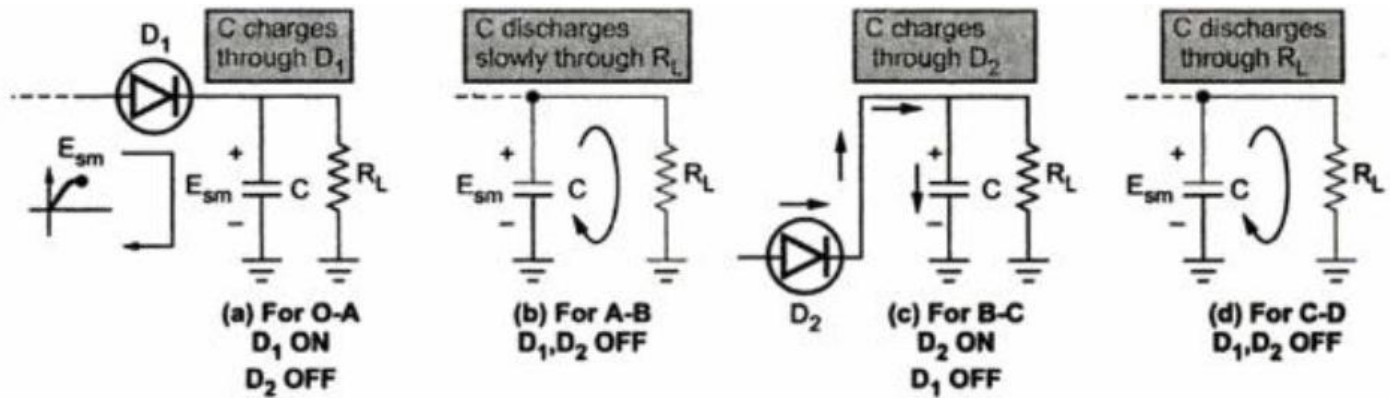 D1
C charges
through D1
Esm
Esm
C
RL
(a) For O-A
D1 ON
D2 OFF
C discharges
slowly through RL
Esm
C
RL
(b) For A-B
D1,D2 OFF
C charges
through D2
D2
C
RL
(c) For B-C
D2 ON
D1 OFF
C discharges
through RL
Esm
C
RL
(d) For C-D
D1,D2 OFF